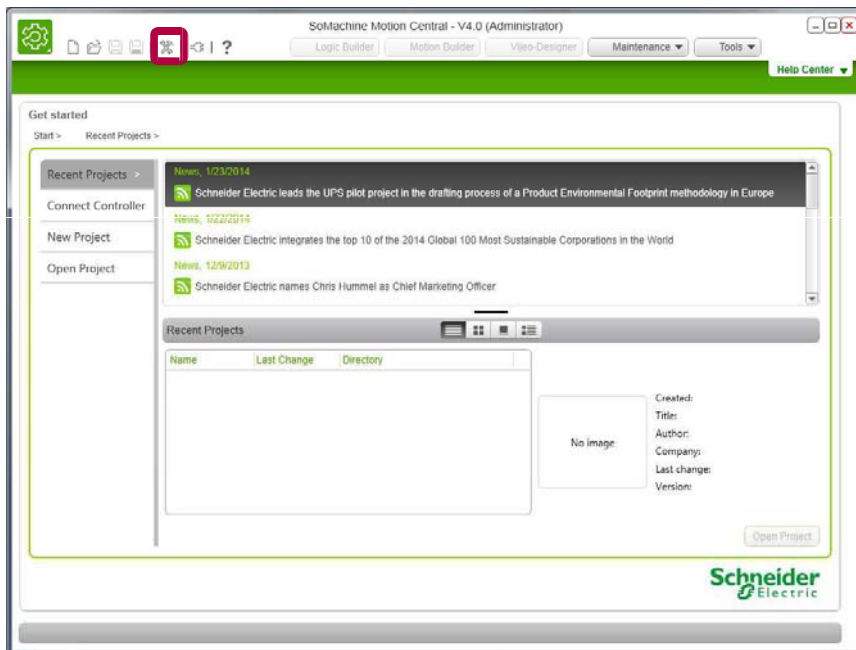 SoMachine Motion Central - V4.0 (Administrator)
?
Logic Builder
Motion Builder
Vijeo-Designer
Maintenance
Tools
Help Center
Get started
Start >
Recent Projects >
Recent Projects >
Connect Controller
New Project
Open Project
News, 1/23/2014
Schneider Electric leads the UPS pilot project in the drafting process of a Product Environmental Footprint methodology in Europe
News, 1/22/2014
Schneider Electric integrates the top 10 of the 2014 Global 100 Most Sustainable Corporations in the World
News, 12/9/2013
Schneider Electric names Chris Hummel as Chief Marketing Officer
Recent Projects
Name Last Change Directory
No image
Created:
Title:
Author:
Company:
Last change:
Version:
Open Project
Schneider
Electric